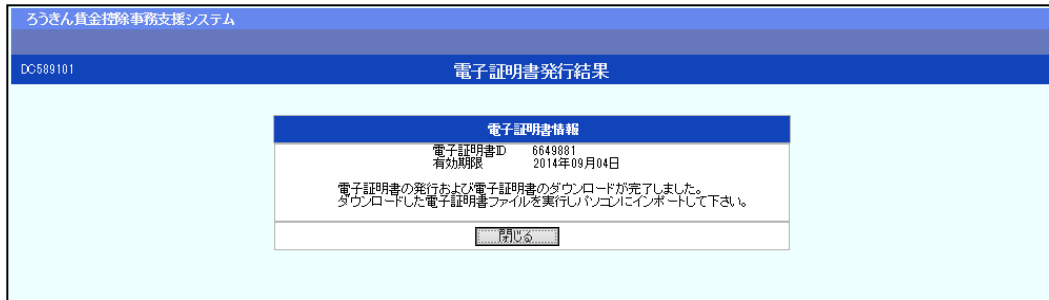 ろうきん賃金控除事務支援システム
DC589101
電子証明書発行結果
電子証明書情報
電子証明書ID 6649881
有効期限 2014年09月04日
電子証明書の発行および電子証明書のダウンロードが完了しました。
ダウンロードした電子証明書ファイルを実行しパソコンにインポートして下さい。
閉じる